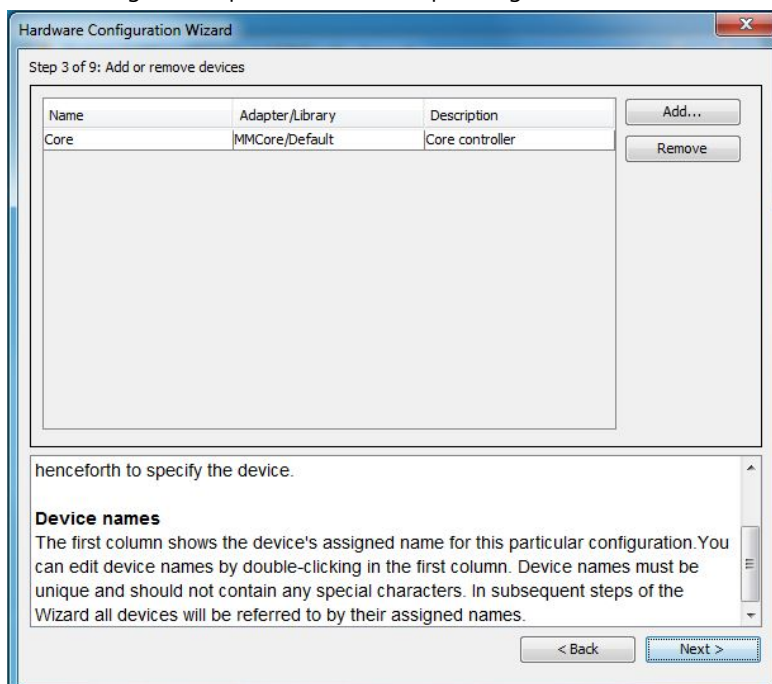 Hardware Configuration Wizard
Step 3 of 9: Add or remove devices
Name Adapter/Library Description
Core MMCore/Default Core controller
Add...
Remove
henceforth to specify the device.
Device names
The first column shows the device's assigned name for this particular configuration.You
can edit device names by double-clicking in the first column. Device names must be
unique and should not contain any special characters. In subsequent steps of the
Wizard all devices will be referred to by their assigned names.
< Back Next >